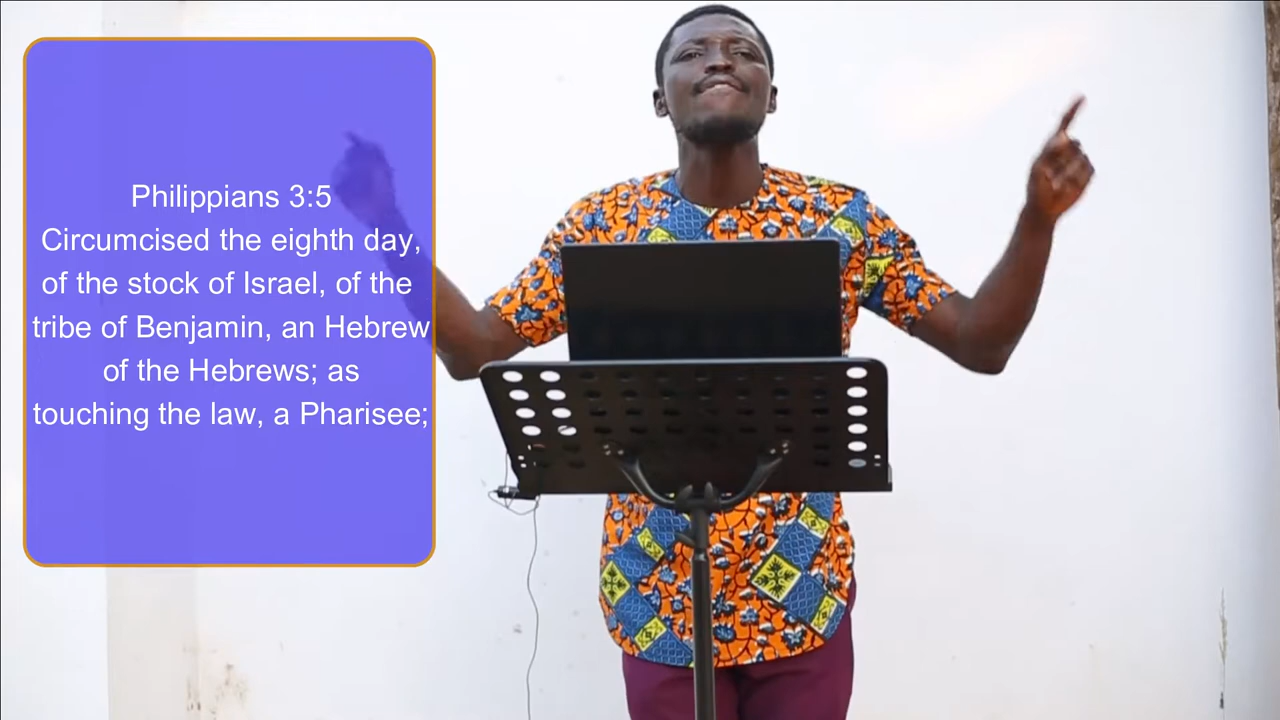 Philippians 3:5
Circumcised the eighth day,
of the stock of Israel, of the
tribe of Benjamin, an Hebrew
of the Hebrews; as
touching the law, a Pharisee;